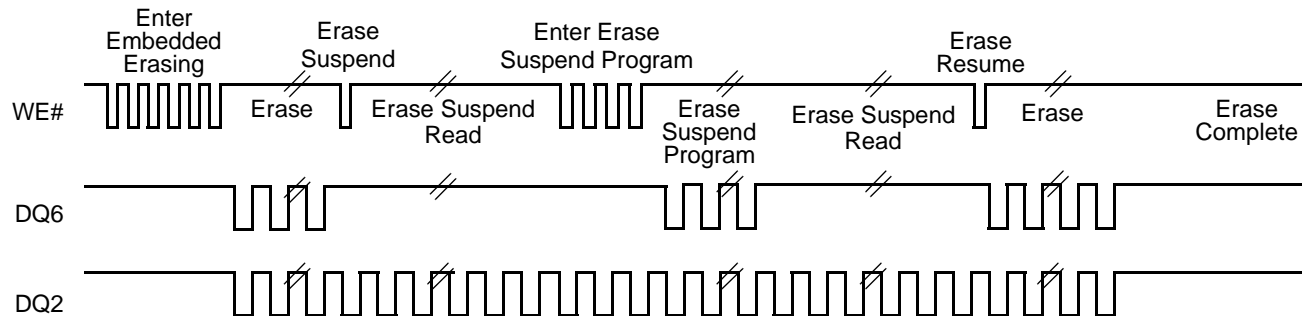 Enter
Embedded
Erasing
Erase
Suspend
Enter Erase
Suspend Program
Erase
Resume
WE#
Erase
Erase Suspend
Read
Erase
Suspend
Program
Erase Suspend
Read
Erase
Erase
Complete
DQ6
DQ2